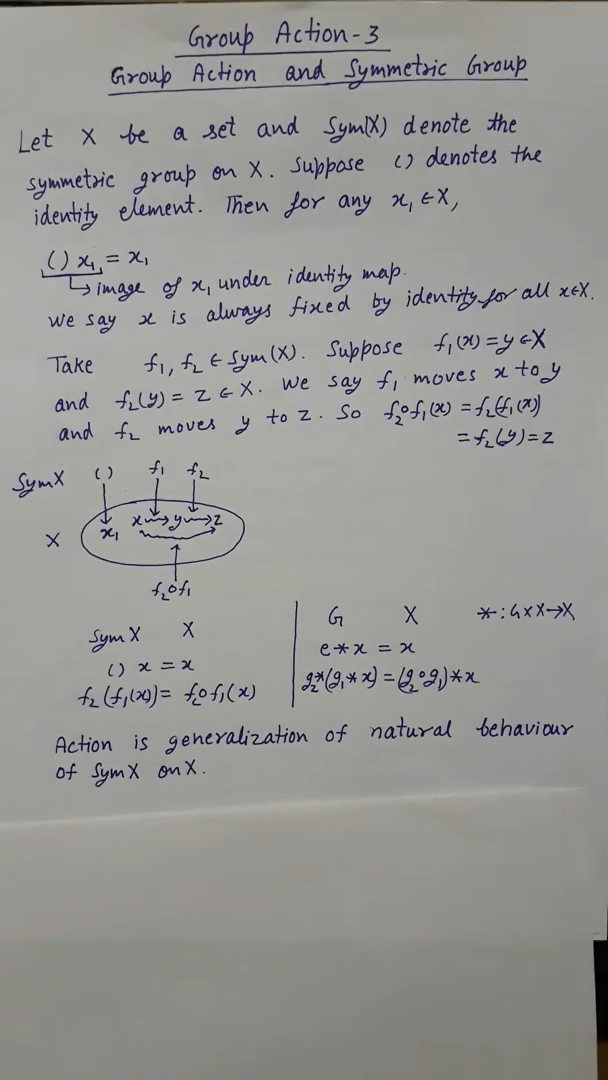 Group Action-3
Group Action and Symmetric Group
Let X be a set and Sym(X) denote the
symmetric group on X. Suppose () denotes the
identity element. Then for any x₁ ∈ X,
() x₁ = x₁
↳ image of x₁ under identity map.
We say x is always fixed by identity for all x∈X.
Take f₁, f₂ ∈ Sym(X). Suppose f₁(x) = y ∈ X
and f₂(y) = z ∈ X. We say f₁ moves x to y
and f₂ moves y to z. So f₂∘f₁(x) = f₂(f₁(x))
= f₂(y) = z
SymX () f₁ f₂
X x₁ x → y → z
f₂∘f₁
SymX X
() x = x
f₂(f₁(x)) = f₂∘f₁(x)
G X *: G×X→X
e * x = x
g₂*(g₁*x) = (g₂∘g₁)*x
Action is generalization of natural behaviour
of SymX on X.